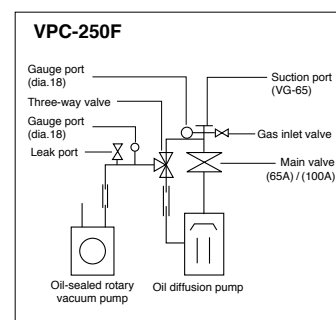 VPC-250F
Gauge port
(dia.18)
Three-way valve
Gauge port
(dia.18)
Leak port
Suction port
(VG-65)
Gas inlet valve
Main valve
(65A) / (100A)
Oil-sealed rotary
vacuum pump
Oil diffusion pump